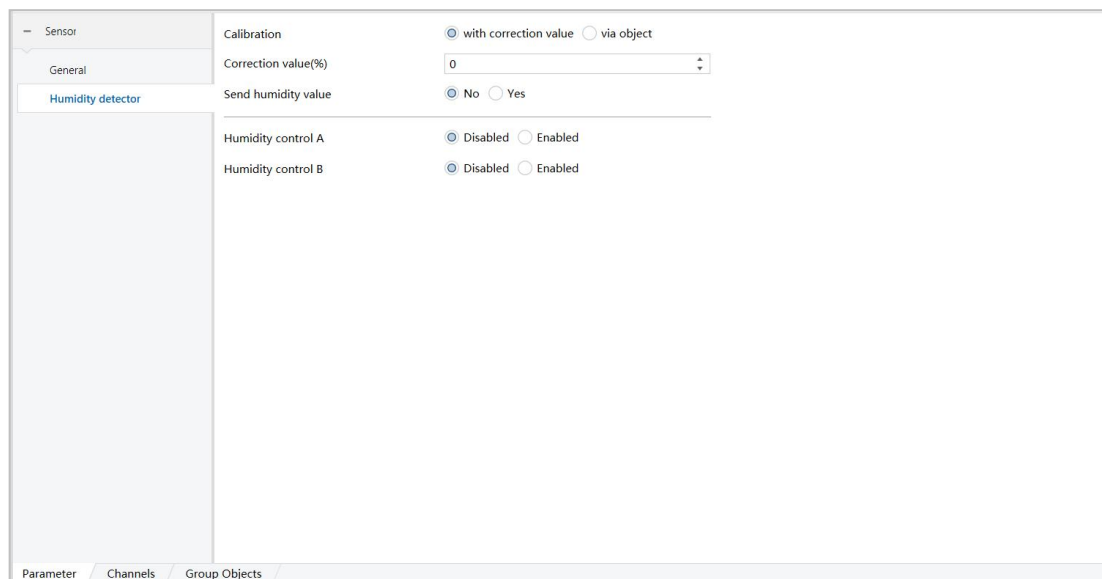 Sensor
General
Humidity detector
Calibration with correction value via object
Correction value(%) 0
Send humidity value No Yes
Humidity control A Disabled Enabled
Humidity control B Disabled Enabled
Parameter Channels Group Objects